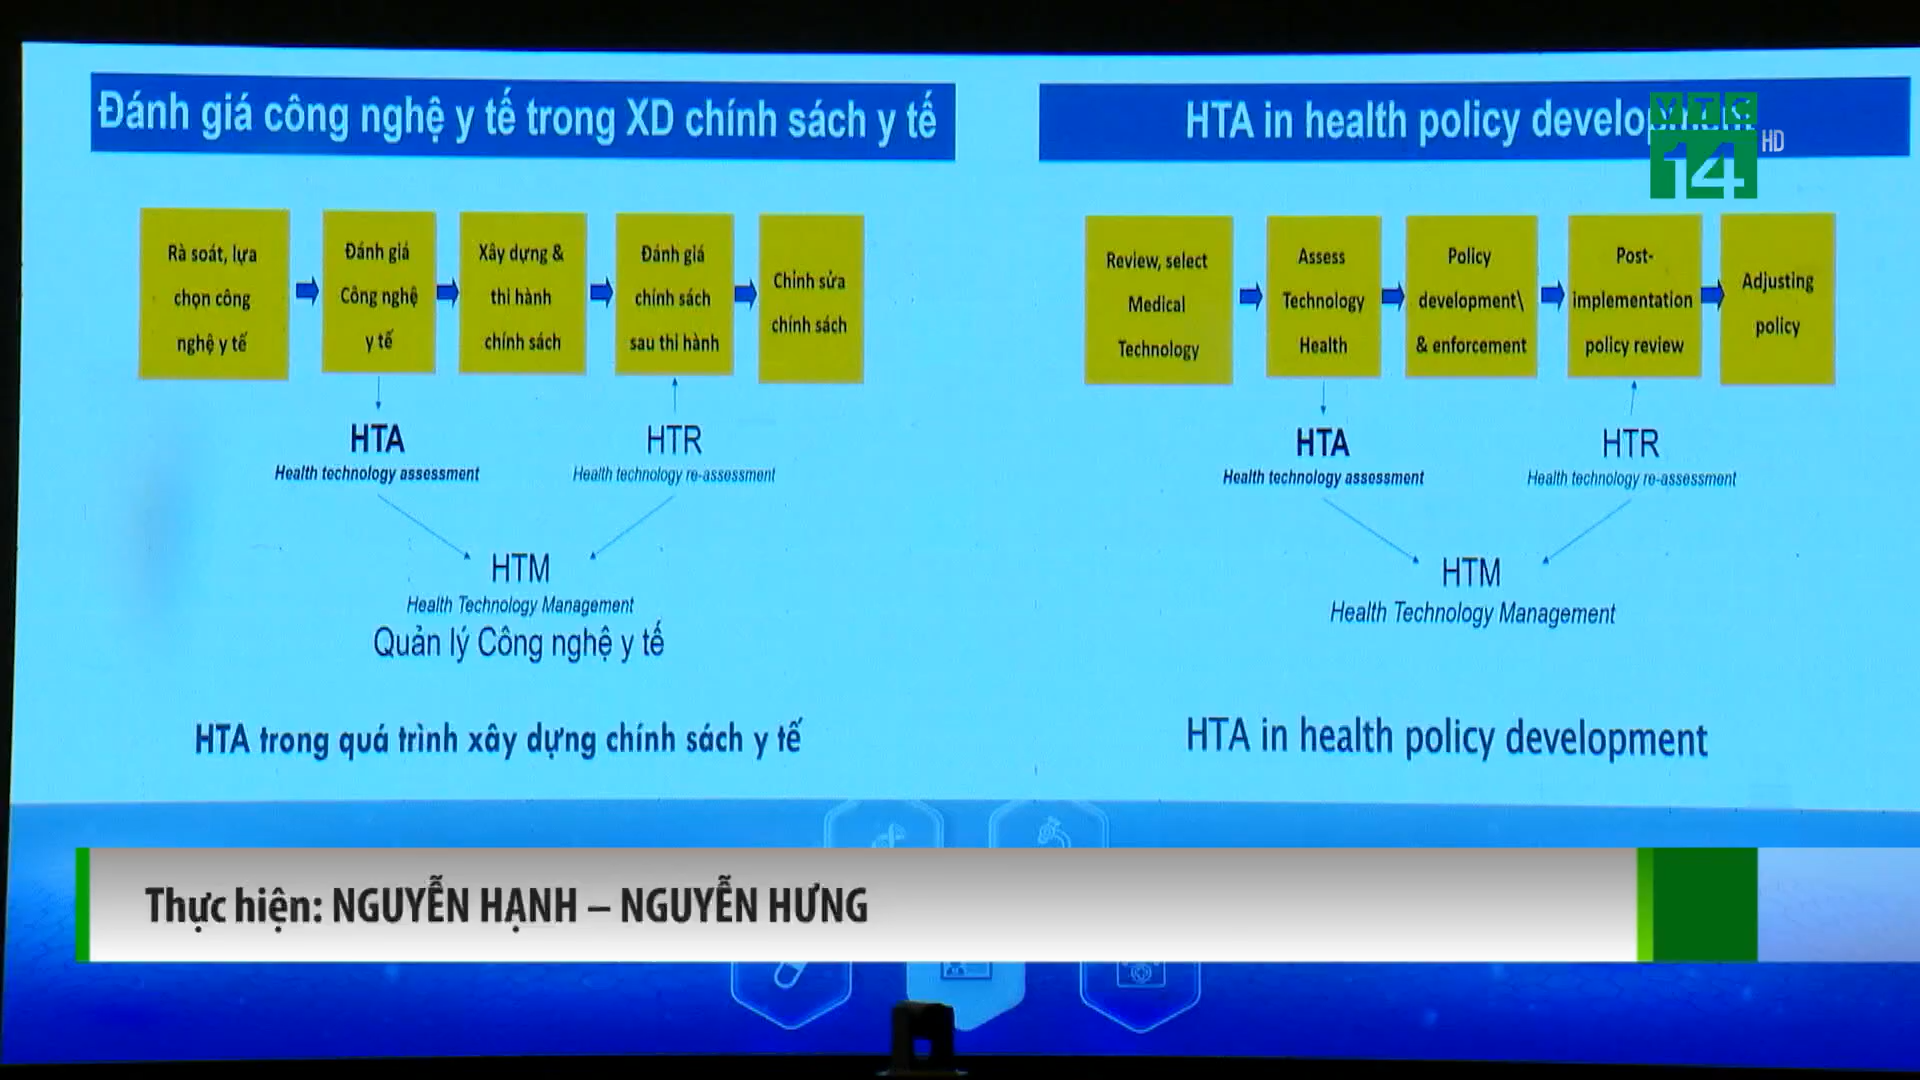 Đánh giá công nghệ y tế trong XD chính sách y tế
Rà soát, lựa
chọn công
nghệ y tế
Đánh giá
Công nghệ
y tế
Xây dựng &
thi hành
chính sách
Đánh giá
chính sách
sau thi hành
Chỉnh sửa
chính sách
HTA
Health technology assessment
HTR
Health technology re-assessment
HTM
Health Technology Management
Quản lý Công nghệ y tế
HTA trong quá trình xây dựng chính sách y tế
HTA in health policy development
VTC
14
HD
Review, select
Medical
Technology
Assess
Technology
Health
Policy
development\
& enforcement
Post-
implementation
policy review
Adjusting
policy
HTA
Health technology assessment
HTR
Health technology re-assessment
HTM
Health Technology Management
HTA in health policy development
Thực hiện: NGUYỄN HẠNH – NGUYỄN HƯNG